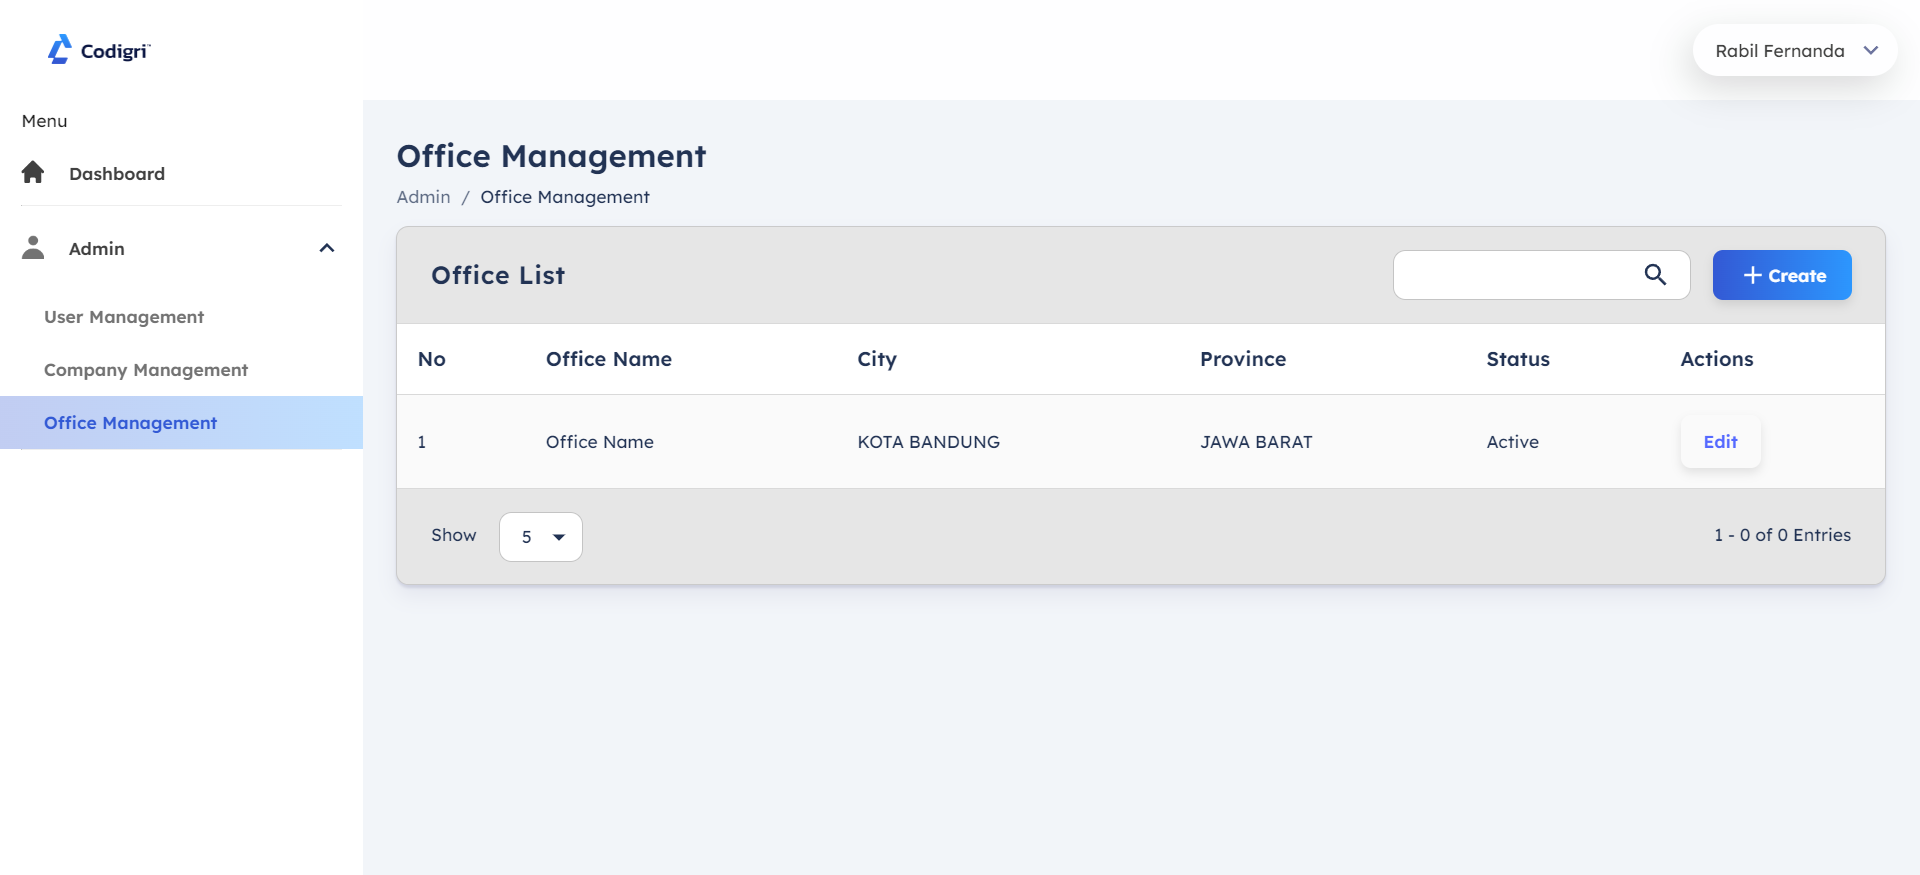 Codigri™
Rabil Fernanda
Menu
Dashboard
Admin
User Management
Company Management
Office Management
Office Management
Admin / Office Management
Office List
Create
No Office Name City Province Status Actions
1 Office Name KOTA BANDUNG JAWA BARAT Active Edit
Show 5 1 - 0 of 0 Entries